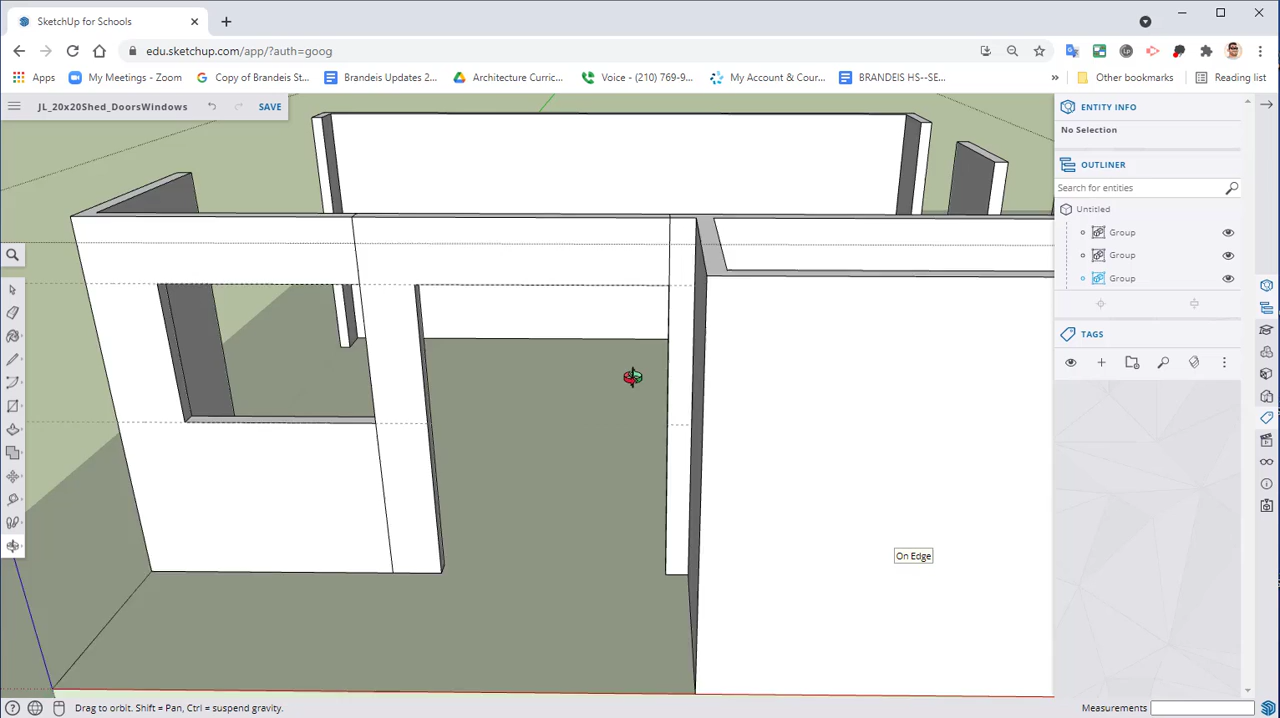 SketchUp for Schools
edu.sketchup.com/app/?auth=goog
Apps
My Meetings - Zoom
Copy of Brandeis St...
Brandeis Updates 2...
Architecture Curric...
Voice - (210) 769-9...
My Account & Cour...
BRANDEIS HS--SE...
»
Other bookmarks
Reading list
JL_20x20Shed_DoorsWindows
SAVE
ENTITY INFO
No Selection
OUTLINER
Search for entities
Untitled
Group
Group
Group
TAGS
On Edge
Drag to orbit. Shift = Pan, Ctrl = suspend gravity.
Measurements